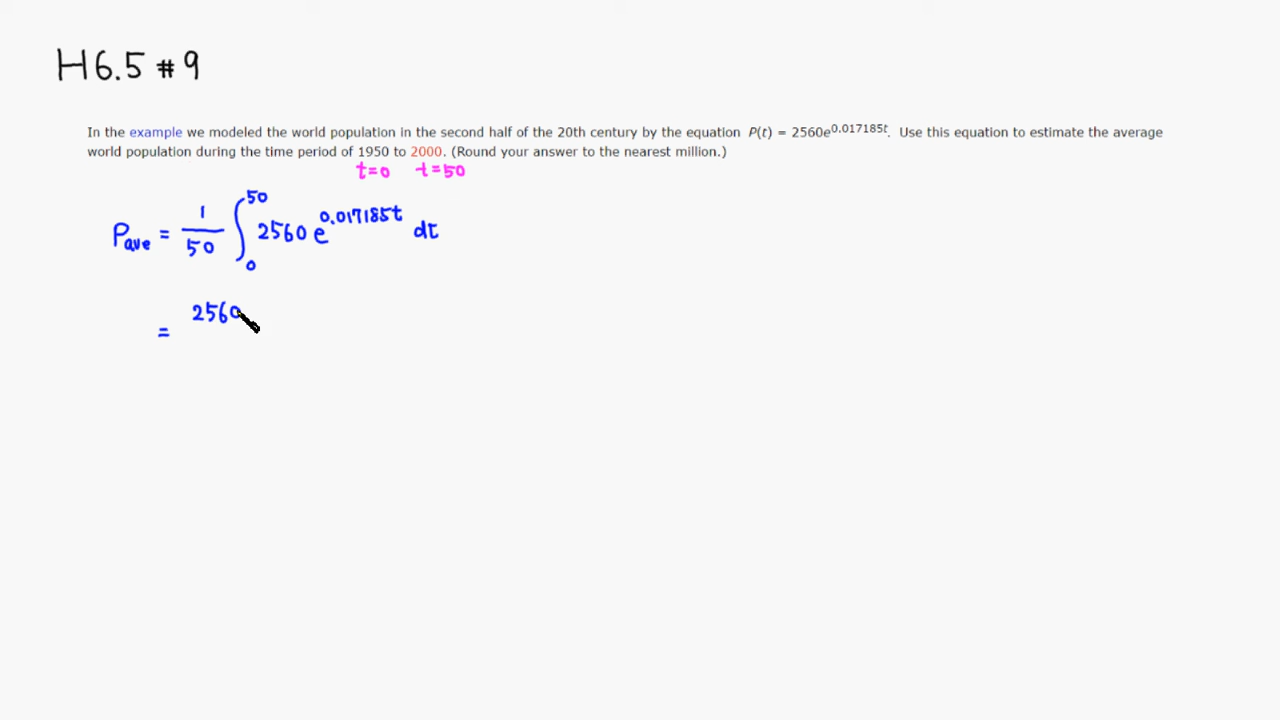 H6.5 #9
In the example we modeled the world population in the second half of the 20th century by the equation P(t) = 2560e^0.017185t. Use this equation to estimate the average
world population during the time period of 1950 to 2000. (Round your answer to the nearest million.)
t=0 t=50
Pave = 1/50 ∫₀⁵⁰ 2560 e^0.017185t dt
= 2560